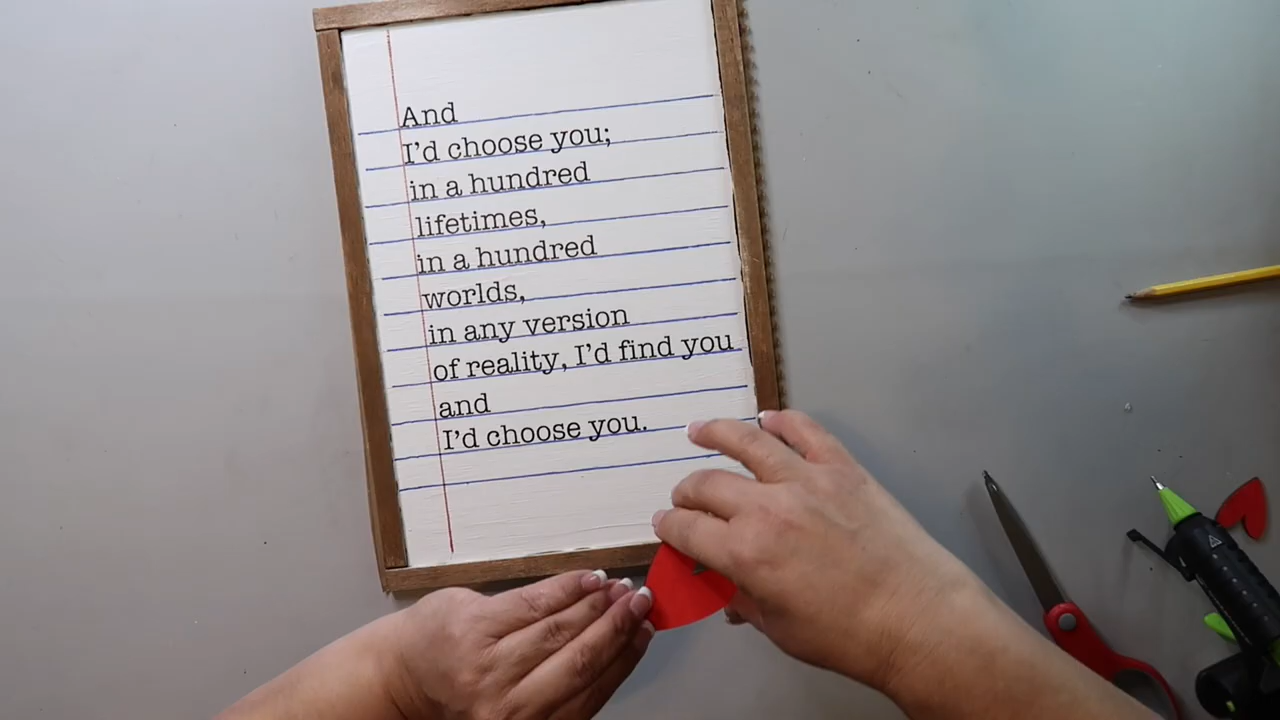 And
I'd choose you;
in a hundred
lifetimes,
in a hundred
worlds,
in any version
of reality, I'd find you
and
I'd choose you.